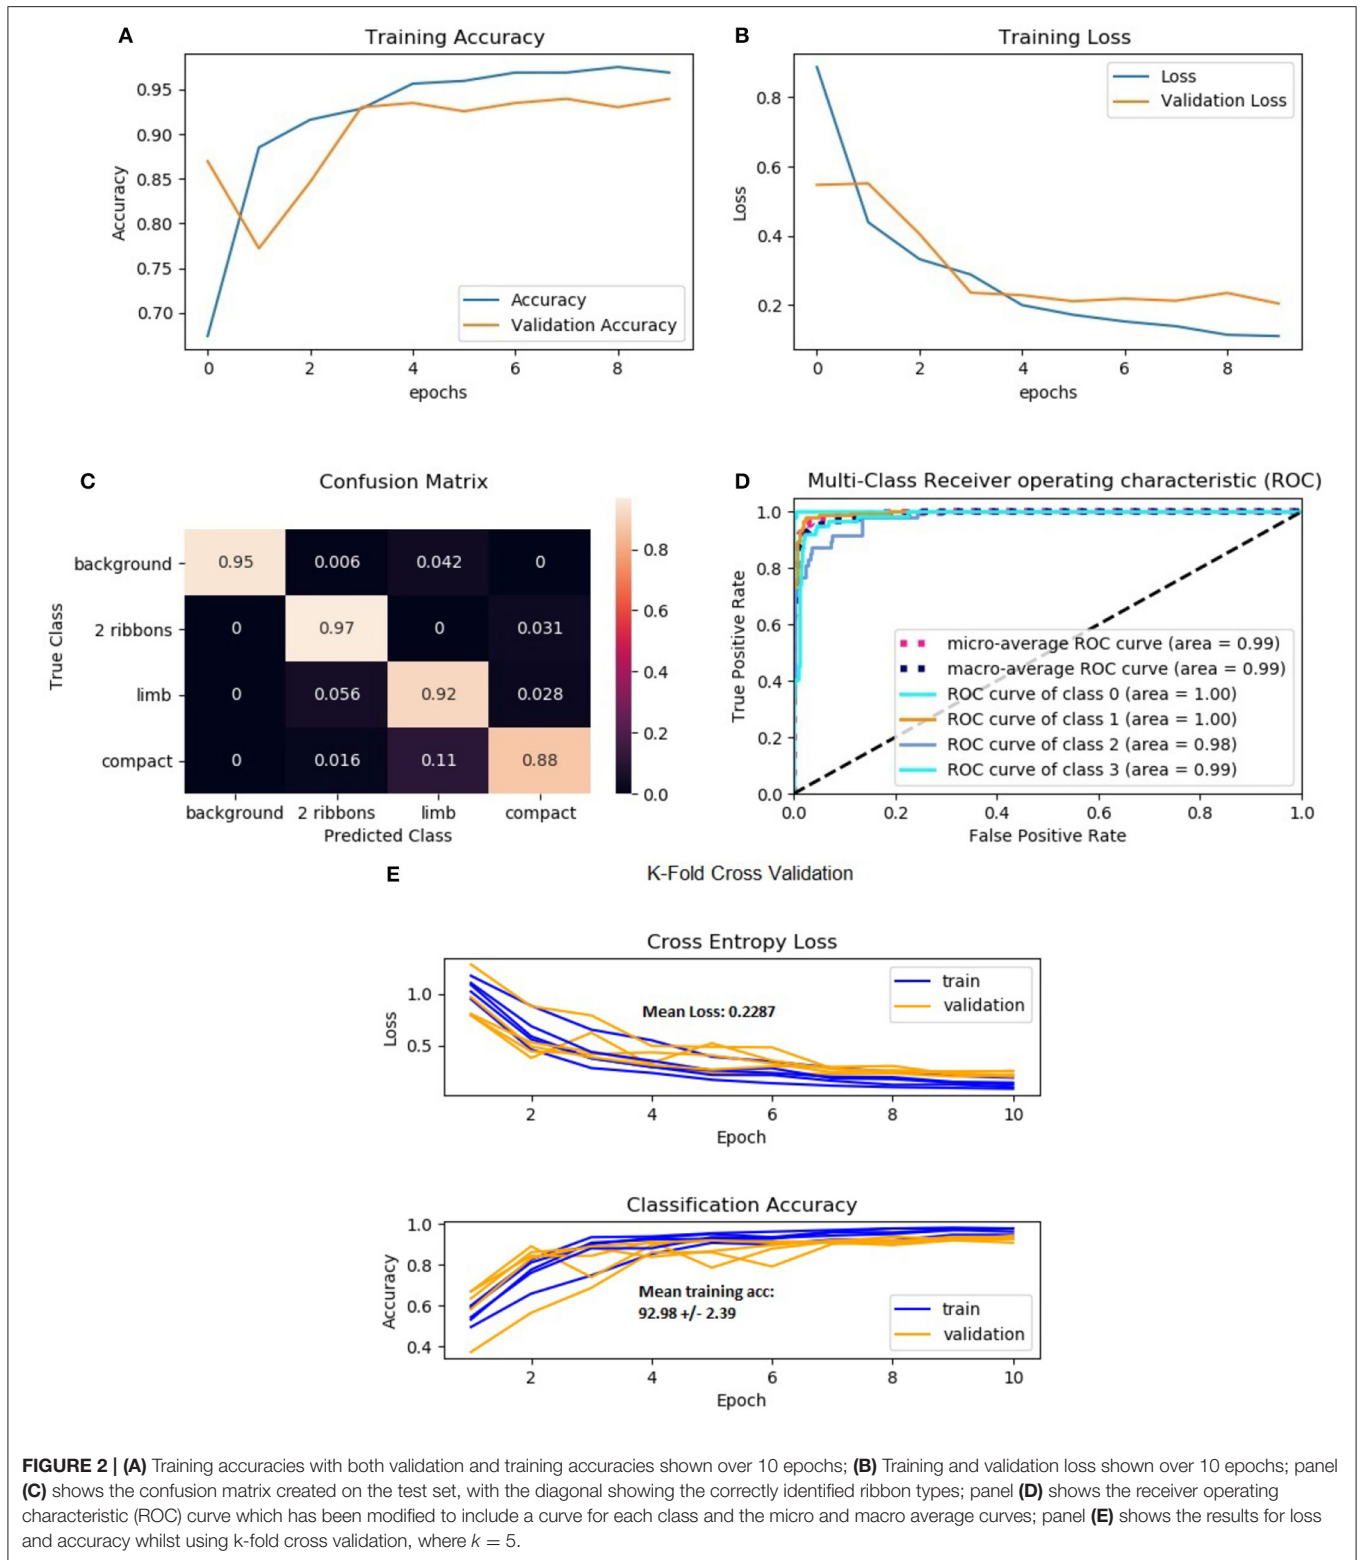 A
Training Accuracy
Accuracy
0.95
0.90
0.85
0.80
0.75
0.70
Accuracy
Validation Accuracy
0 2 4 6 8
epochs
B
Training Loss
Loss
0.8
0.6
0.4
0.2
Loss
Validation Loss
0 2 4 6 8
epochs
C
Confusion Matrix
True Class
background 0.95 0.006 0.042 0
2 ribbons 0 0.97 0 0.031
limb 0 0.056 0.92 0.028
compact 0 0.016 0.11 0.88
background 2 ribbons limb compact
Predicted Class
0.8
0.6
0.4
0.2
0.0
D
Multi-Class Receiver operating characteristic (ROC)
True Positive Rate
1.0
0.8
0.6
0.4
0.2
0.0
micro-average ROC curve (area = 0.99)
macro-average ROC curve (area = 0.99)
ROC curve of class 0 (area = 1.00)
ROC curve of class 1 (area = 1.00)
ROC curve of class 2 (area = 0.98)
ROC curve of class 3 (area = 0.99)
0.0 0.2 0.4 0.6 0.8 1.0
False Positive Rate
E
K-Fold Cross Validation
Cross Entropy Loss
Loss
1.0
0.5
Mean Loss: 0.2287
train
validation
2 4 6 8 10
Epoch
Classification Accuracy
Accuracy
1.0
0.8
0.6
0.4
Mean training acc:
92.98 +/- 2.39
train
validation
2 4 6 8 10
Epoch
FIGURE 2 | (A) Training accuracies with both validation and training accuracies shown over 10 epochs; (B) Training and validation loss shown over 10 epochs; panel
(C) shows the confusion matrix created on the test set, with the diagonal showing the correctly identified ribbon types; panel (D) shows the receiver operating
characteristic (ROC) curve which has been modified to include a curve for each class and the micro and macro average curves; panel (E) shows the results for loss
and accuracy whilst using k-fold cross validation, where k = 5.